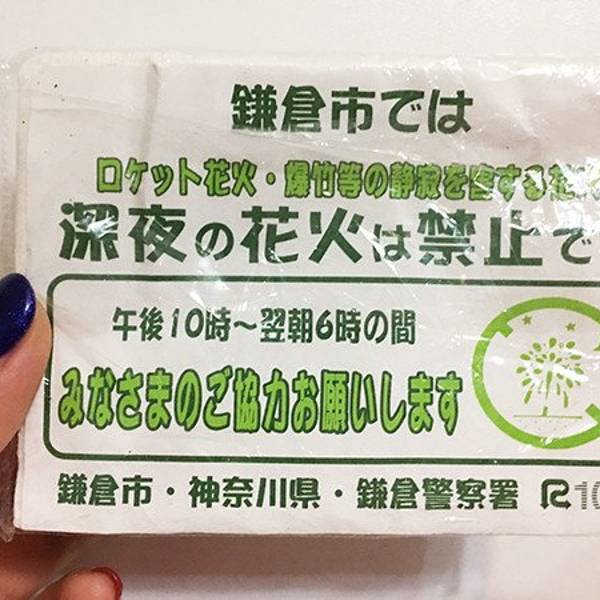 鎌倉市では
ロケット花火・爆竹等の静寂を害する花火
深夜の花火は禁止で
午後10時～翌朝6時の間
みなさまのご協力お願いします
鎌倉市・神奈川県・鎌倉警察署 R10